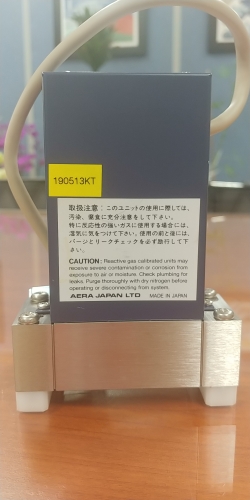 190513KT
取扱注意：このユニットの使用に際しては、
汚染、腐食に充分注意をして下さい。
特に反応性の強いガスに使用する場合には、
湿気に気をつけて下さい。使用の前と後には、
パージとリークチェックを必ず励行して下さい。
CAUTION: Reactive gas calibrated units may
receive severe contamination or corrosion from
exposure to air or moisture. Check plumbing for
leaks. Purge thoroughly with dry nitrogen before
operating or disconnecting from system.
AERA JAPAN LTD MADE IN JAPAN